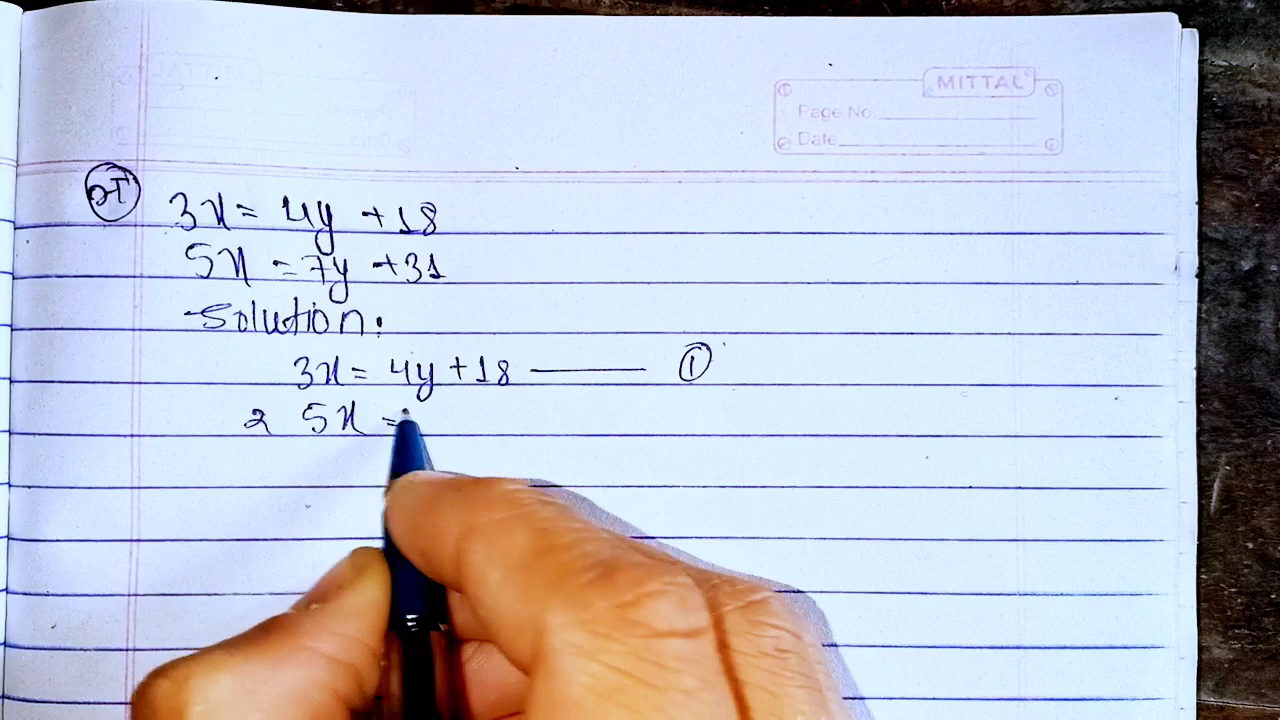 MITTAL
Page No.
Date
3x = 4y + 18
5x = 7y + 31
Solution:
3x = 4y + 18 —— ①
2 5x =